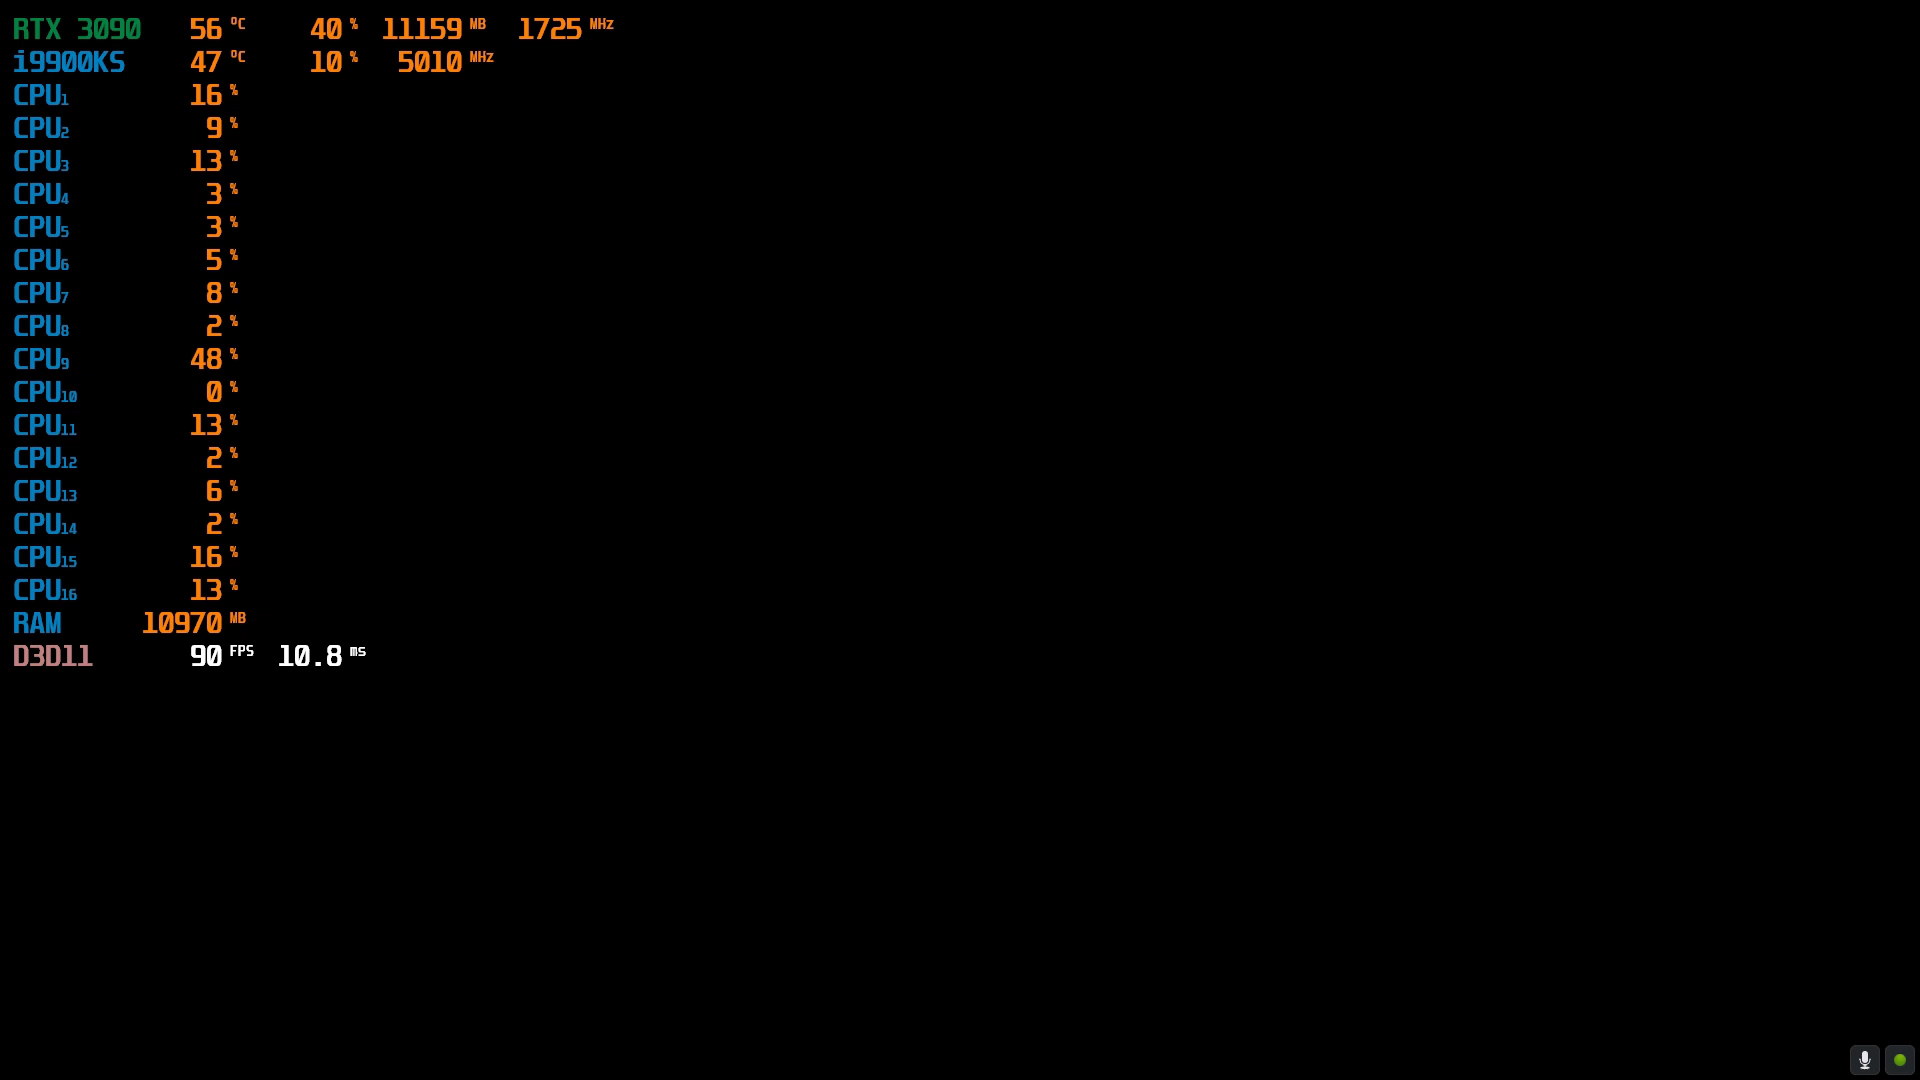 RTX 3090 56 °C 40 % 11159 MB 1725 MHz
i9900KS 47 °C 10 % 5010 MHz
CPU1 16 %
CPU2 9 %
CPU3 13 %
CPU4 3 %
CPU5 3 %
CPU6 5 %
CPU7 8 %
CPU8 2 %
CPU9 48 %
CPU10 0 %
CPU11 13 %
CPU12 2 %
CPU13 6 %
CPU14 2 %
CPU15 16 %
CPU16 13 %
RAM 10970 MB
D3D11 90 FPS 10.8 ms